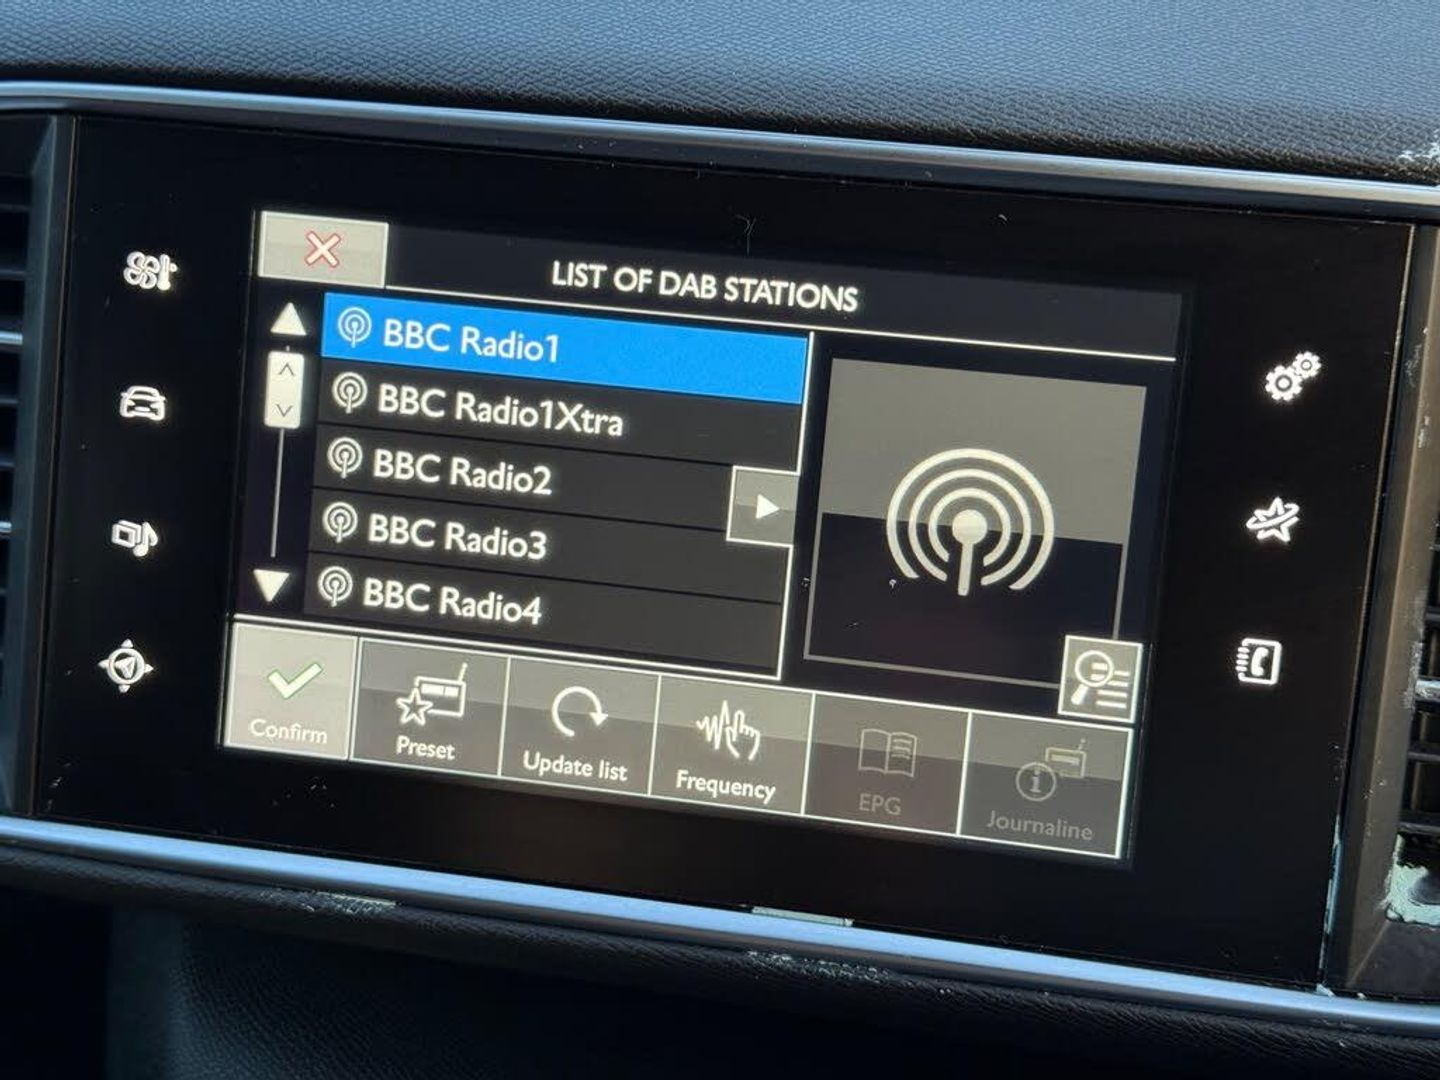 LIST OF DAB STATIONS
BBC Radio1
BBC Radio1Xtra
BBC Radio2
BBC Radio3
BBC Radio4
Confirm
Preset
Update list
Frequency
EPG
Journaline